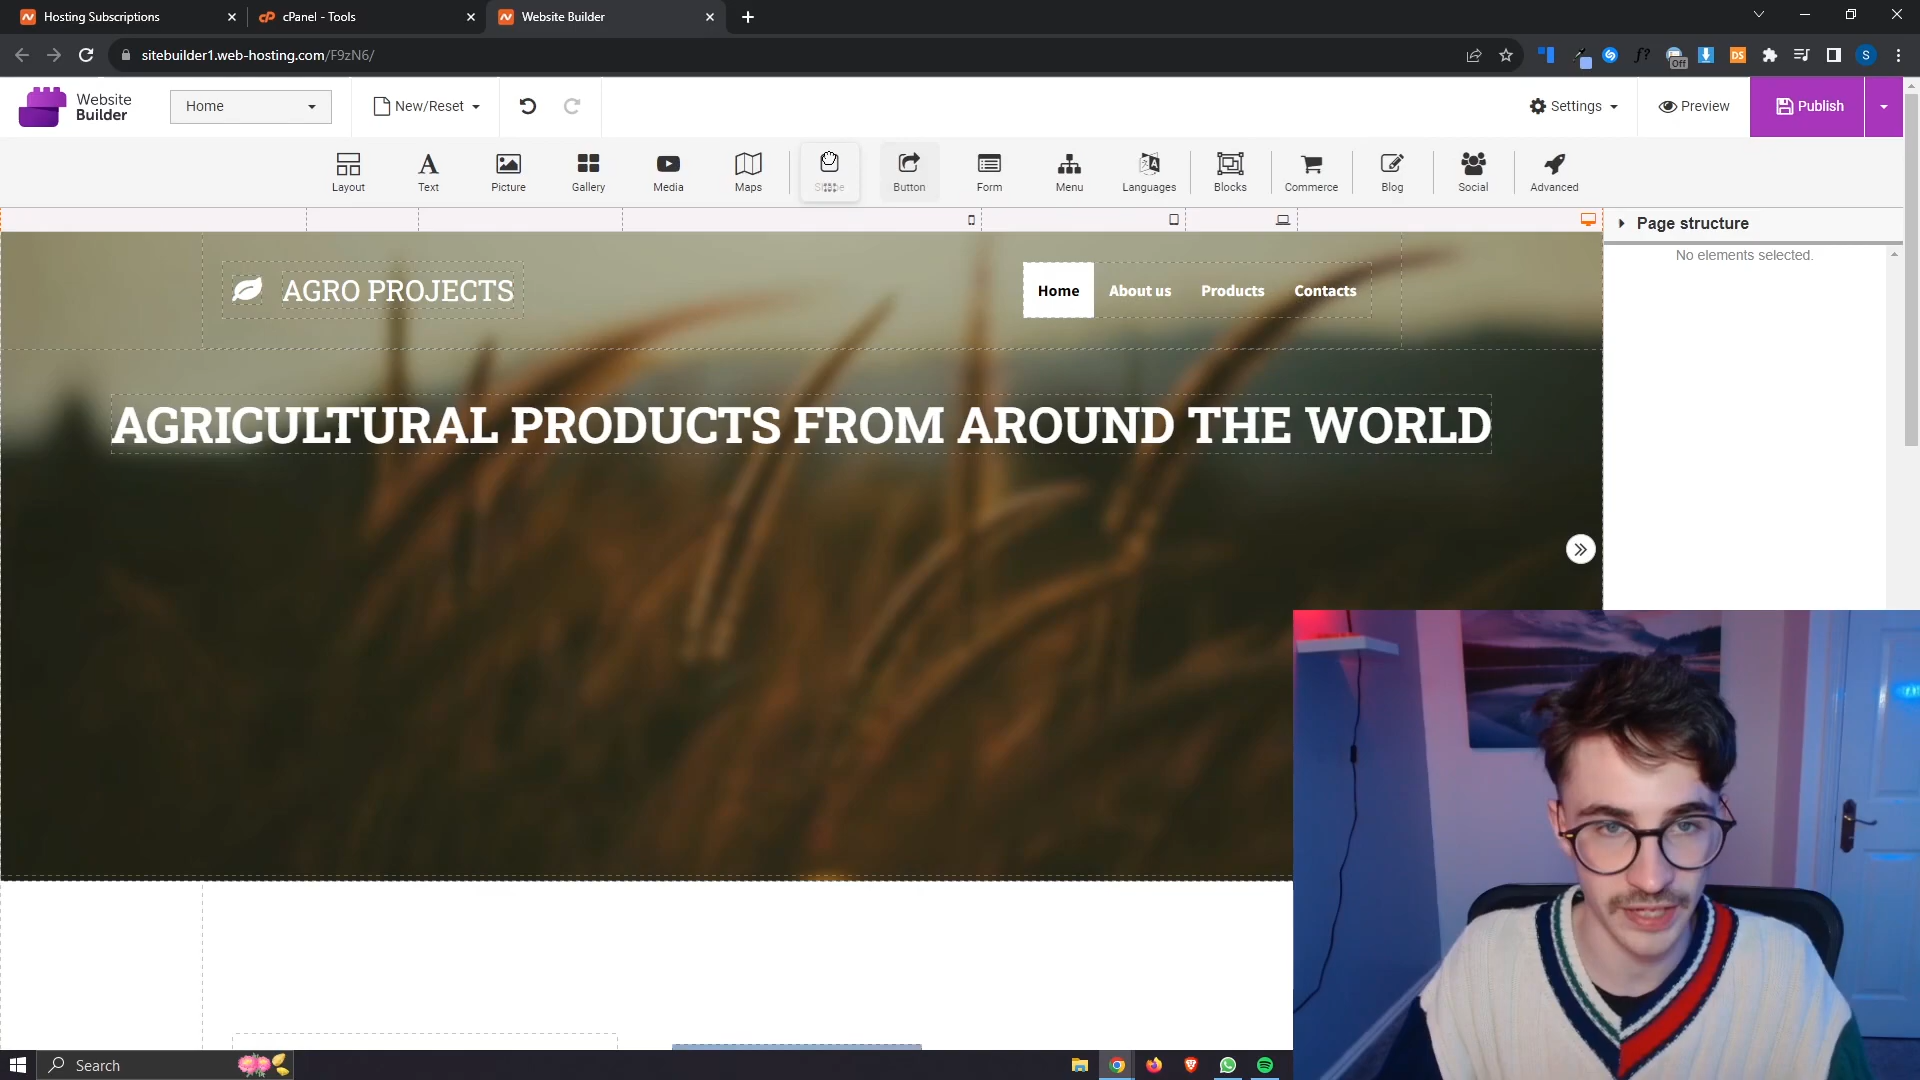 Hosting Subscriptions
cPanel - Tools
Website Builder
sitebuilder1.web-hosting.com/F9zN6/
Off
DS
S
Website
Builder
Home
New/Reset
Settings
Preview
Publish
Layout
Text
Picture
Gallery
Media
Maps
Button
Form
Menu
Languages
Blocks
Commerce
Blog
Social
Advanced
Page structure
No elements selected.
AGRO PROJECTS
Home
About us
Products
Contacts
AGRICULTURAL PRODUCTS FROM AROUND THE WORLD
Search